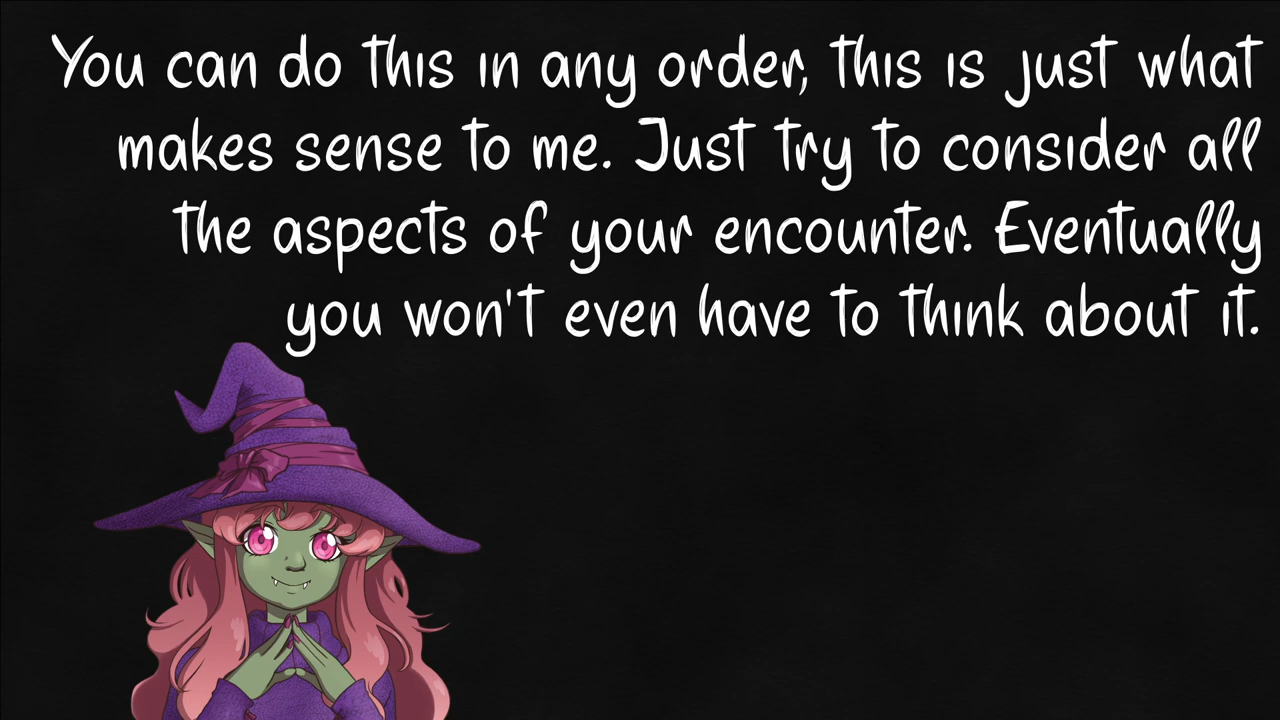 You can do this in any order, this is just what
makes sense to me. Just try to consider all
the aspects of your encounter. Eventually
you won't even have to think about it.